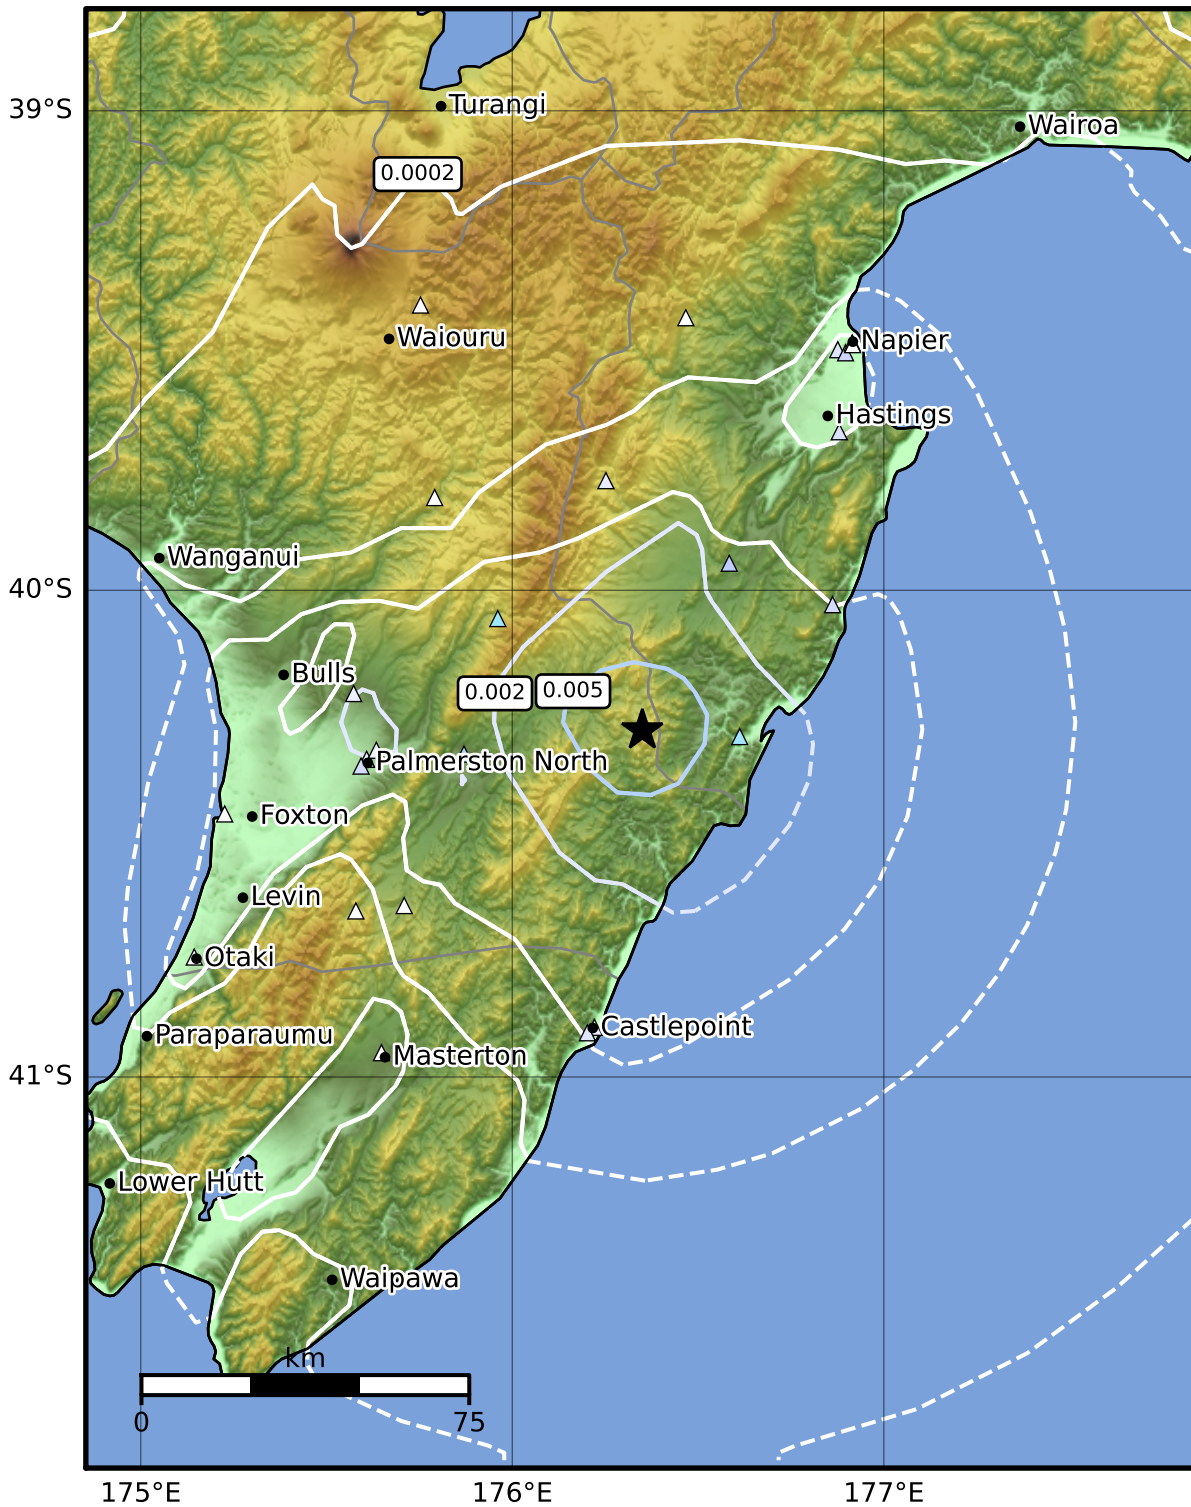 Turangi
39°S
Wairoa
0.0002
Waiouru
Napier
Hastings
Wanganui
40°S
Bulls
0.002
0.005
Palmerston North
Foxton
Levin
Otaki
Castlepoint
Paraparaumu
Masterton
41°S
Lower Hutt
Waipawa
km
0
75
175°E
176°E
177°E